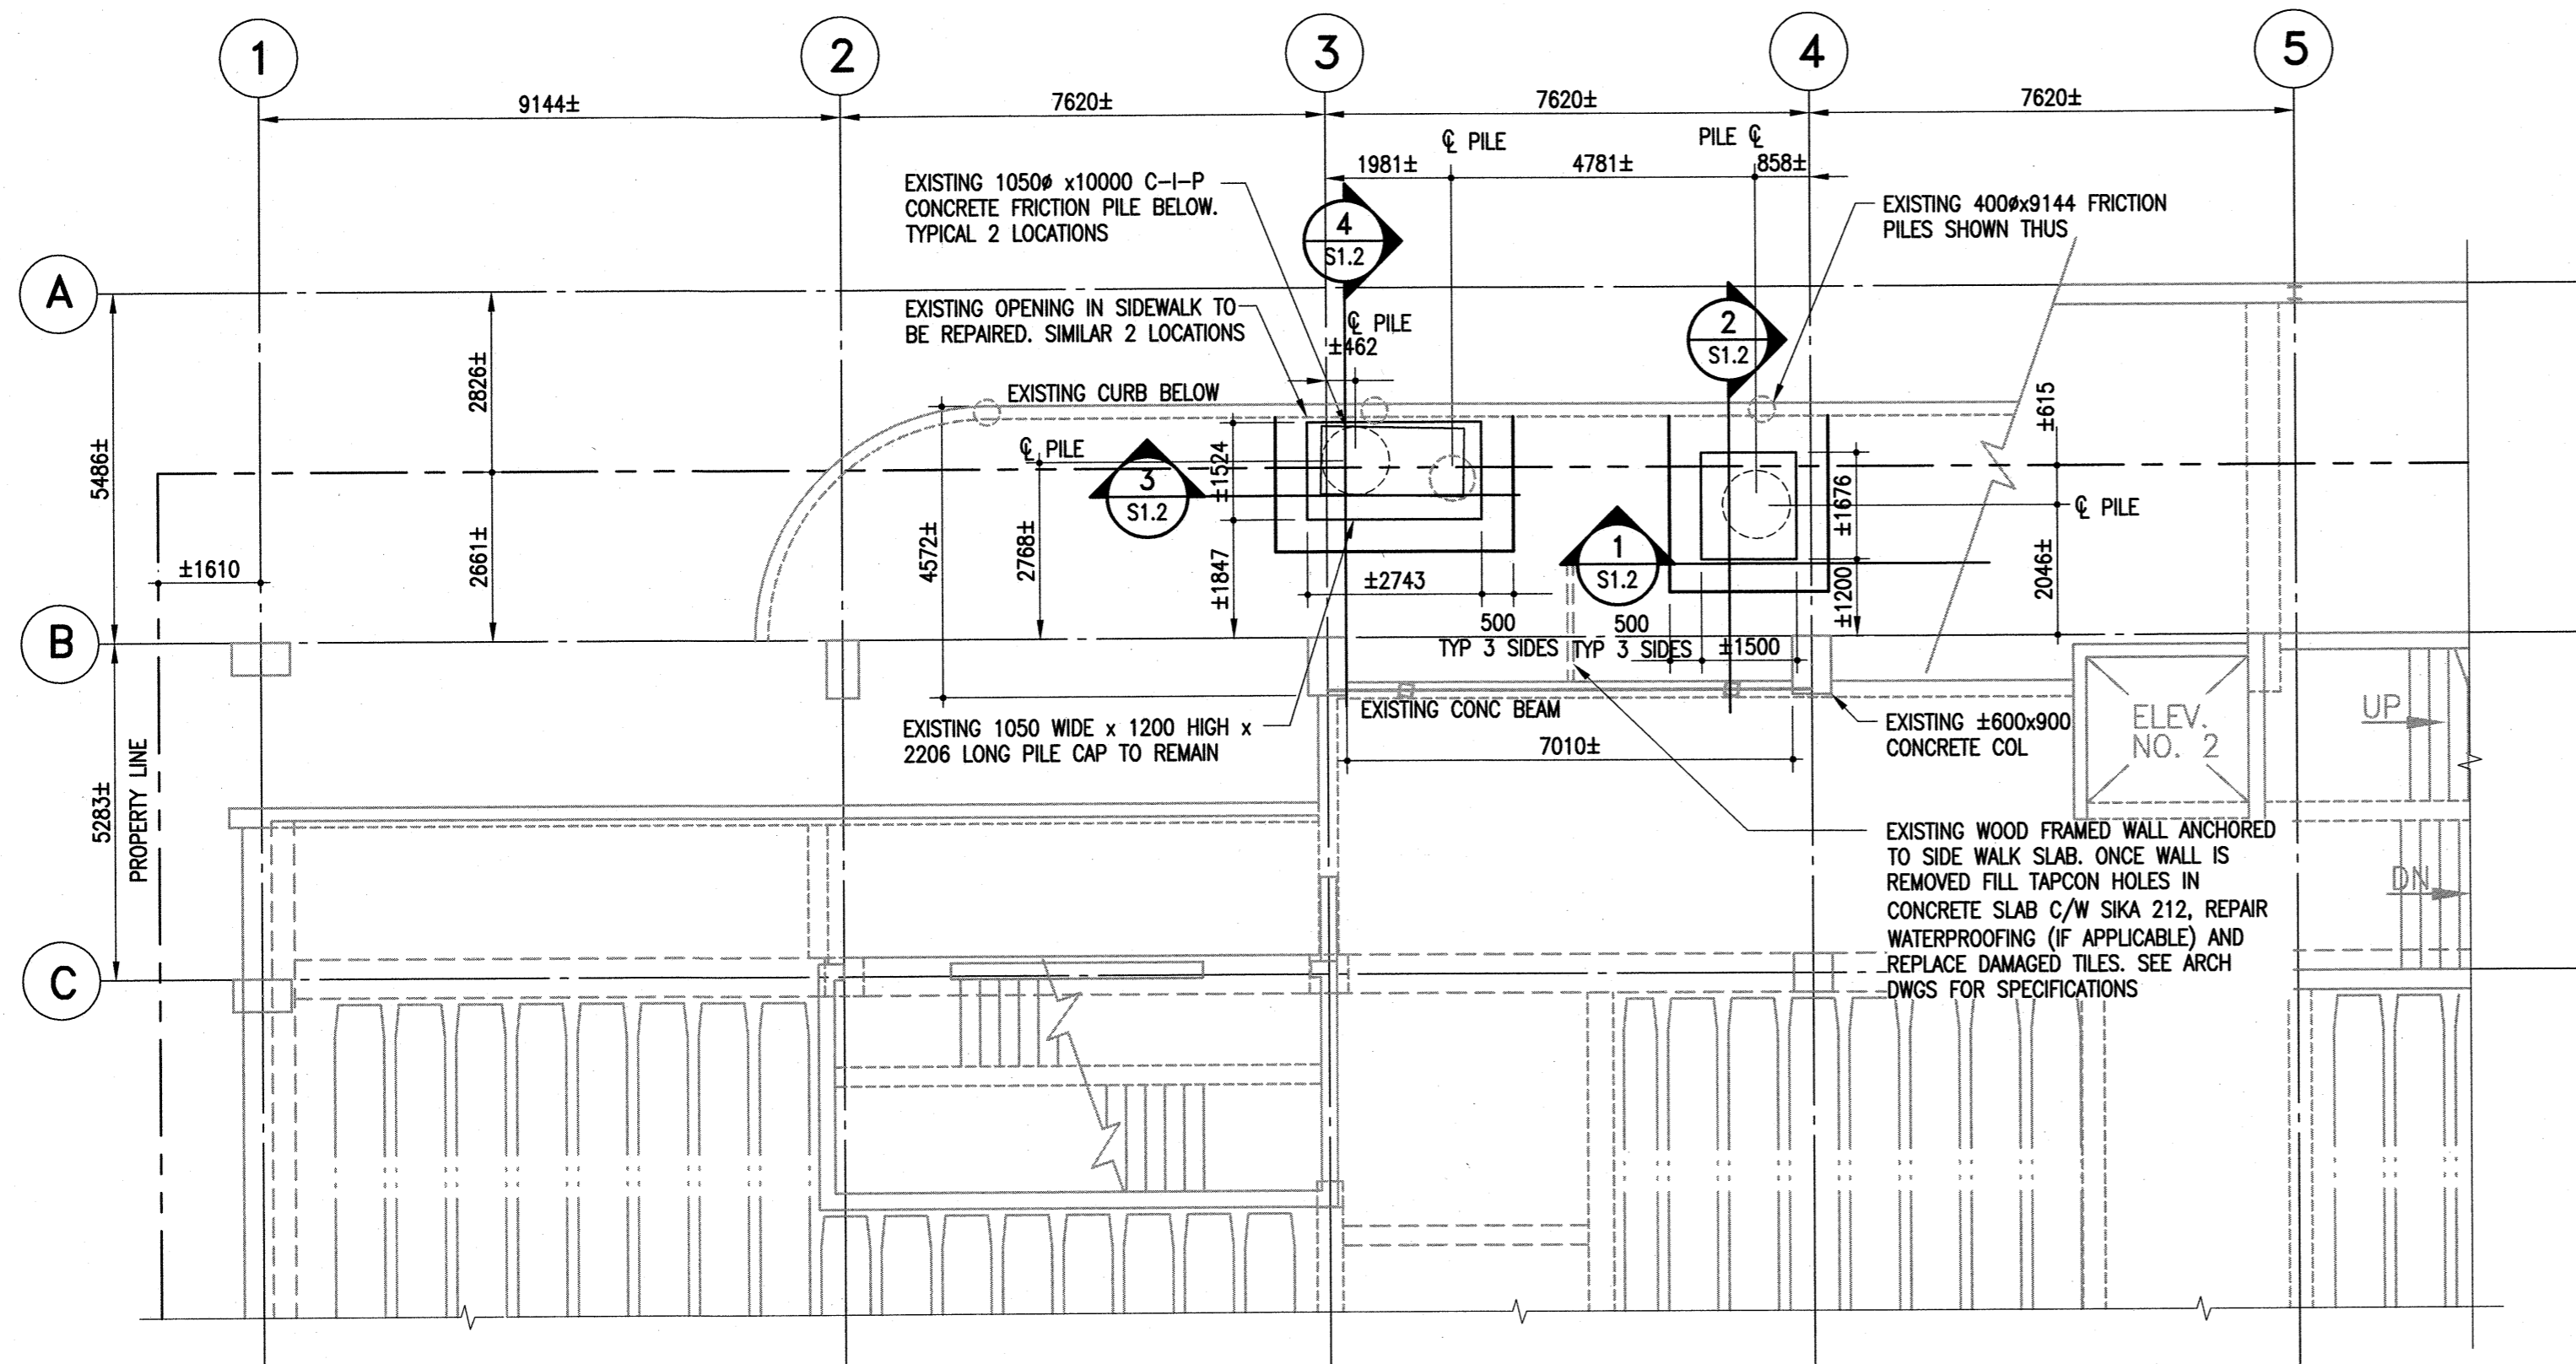 1
2
3
4
5
9144±
7620±
7620±
7620±
℄ PILE
PILE ℄
1981±
4781±
858±
EXISTING 1050ø x10000 C-I-P
CONCRETE FRICTION PILE BELOW.
TYPICAL 2 LOCATIONS
4
S1.2
EXISTING 400øx9144 FRICTION
PILES SHOWN THUS
A
EXISTING OPENING IN SIDEWALK TO
BE REPAIRED. SIMILAR 2 LOCATIONS
℄ PILE
±462
2
S1.2
2826±
EXISTING CURB BELOW
±615
5486±
℄ PILE
3
S1.2
±1524
±1676
℄ PILE
±1610
2661±
4572±
2768±
±1847
±2743
1
S1.2
±1200
2046±
B
500
TYP 3 SIDES
500
TYP 3 SIDES
±1500
EXISTING 1050 WIDE x 1200 HIGH x
2206 LONG PILE CAP TO REMAIN
EXISTING CONC BEAM
7010±
EXISTING ±600x900
CONCRETE COL
ELEV.
NO. 2
UP
5283±
PROPERTY LINE
EXISTING WOOD FRAMED WALL ANCHORED
TO SIDE WALK SLAB. ONCE WALL IS
REMOVED FILL TAPCON HOLES IN
CONCRETE SLAB C/W SIKA 212, REPAIR
WATERPROOFING (IF APPLICABLE) AND
REPLACE DAMAGED TILES. SEE ARCH
DWGS FOR SPECIFICATIONS
DN
C